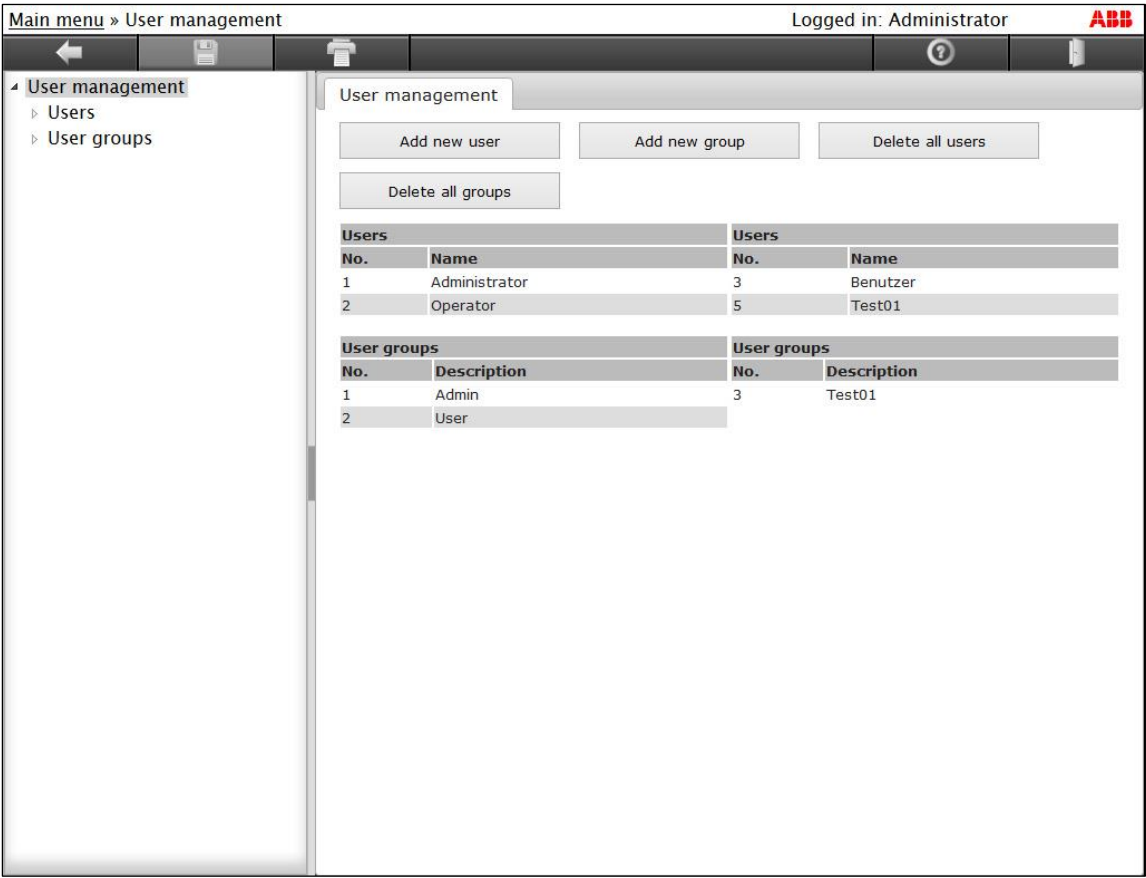 Main menu » User management Logged in: Administrator ABB
User management
Users
User groups
User management
Add new user Add new group Delete all users
Delete all groups
Users Users
No. Name No. Name
1 Administrator 3 Benutzer
2 Operator 5 Test01
User groups User groups
No. Description No. Description
1 Admin 3 Test01
2 User